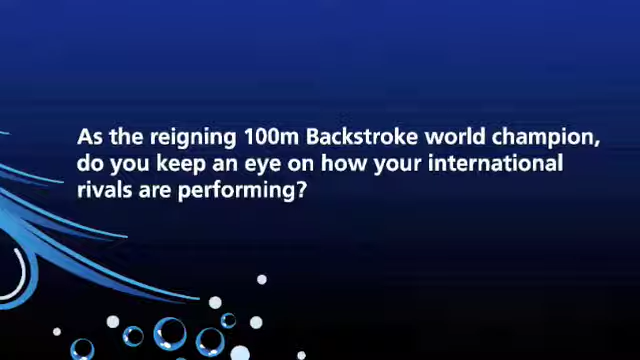 As the reigning 100m Backstroke world champion,
do you keep an eye on how your international
rivals are performing?